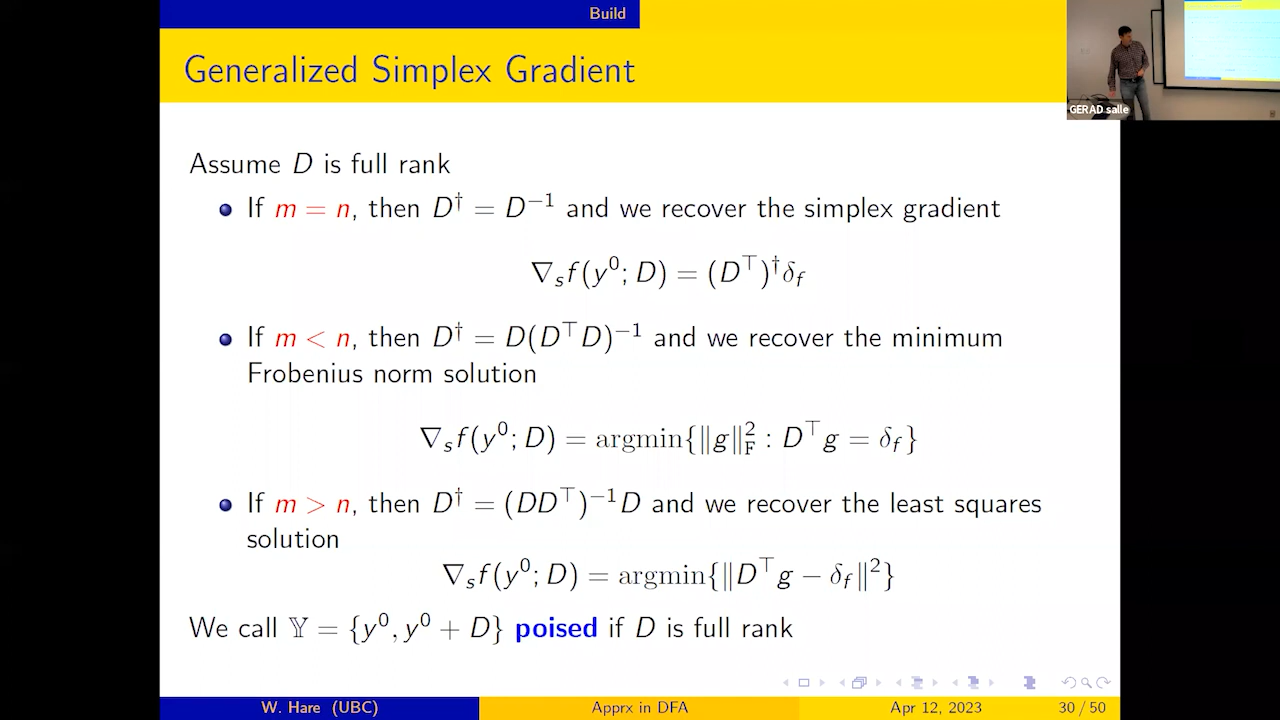 Build
Generalized Simplex Gradient
GERAD salle
Assume D is full rank
If m = n, then D† = D⁻¹ and we recover the simplex gradient
∇ₛf(y⁰; D) = (D⊤)†δ_f
If m < n, then D† = D(D⊤D)⁻¹ and we recover the minimum
Frobenius norm solution
∇ₛf(y⁰; D) = argmin{‖g‖²_F : D⊤g = δ_f}
If m > n, then D† = (DD⊤)⁻¹D and we recover the least squares
solution
∇ₛf(y⁰; D) = argmin{‖D⊤g − δ_f‖²}
We call 𝕐 = {y⁰, y⁰ + D} poised if D is full rank
W. Hare (UBC)
Apprx in DFA
Apr 12, 2023
30 / 50